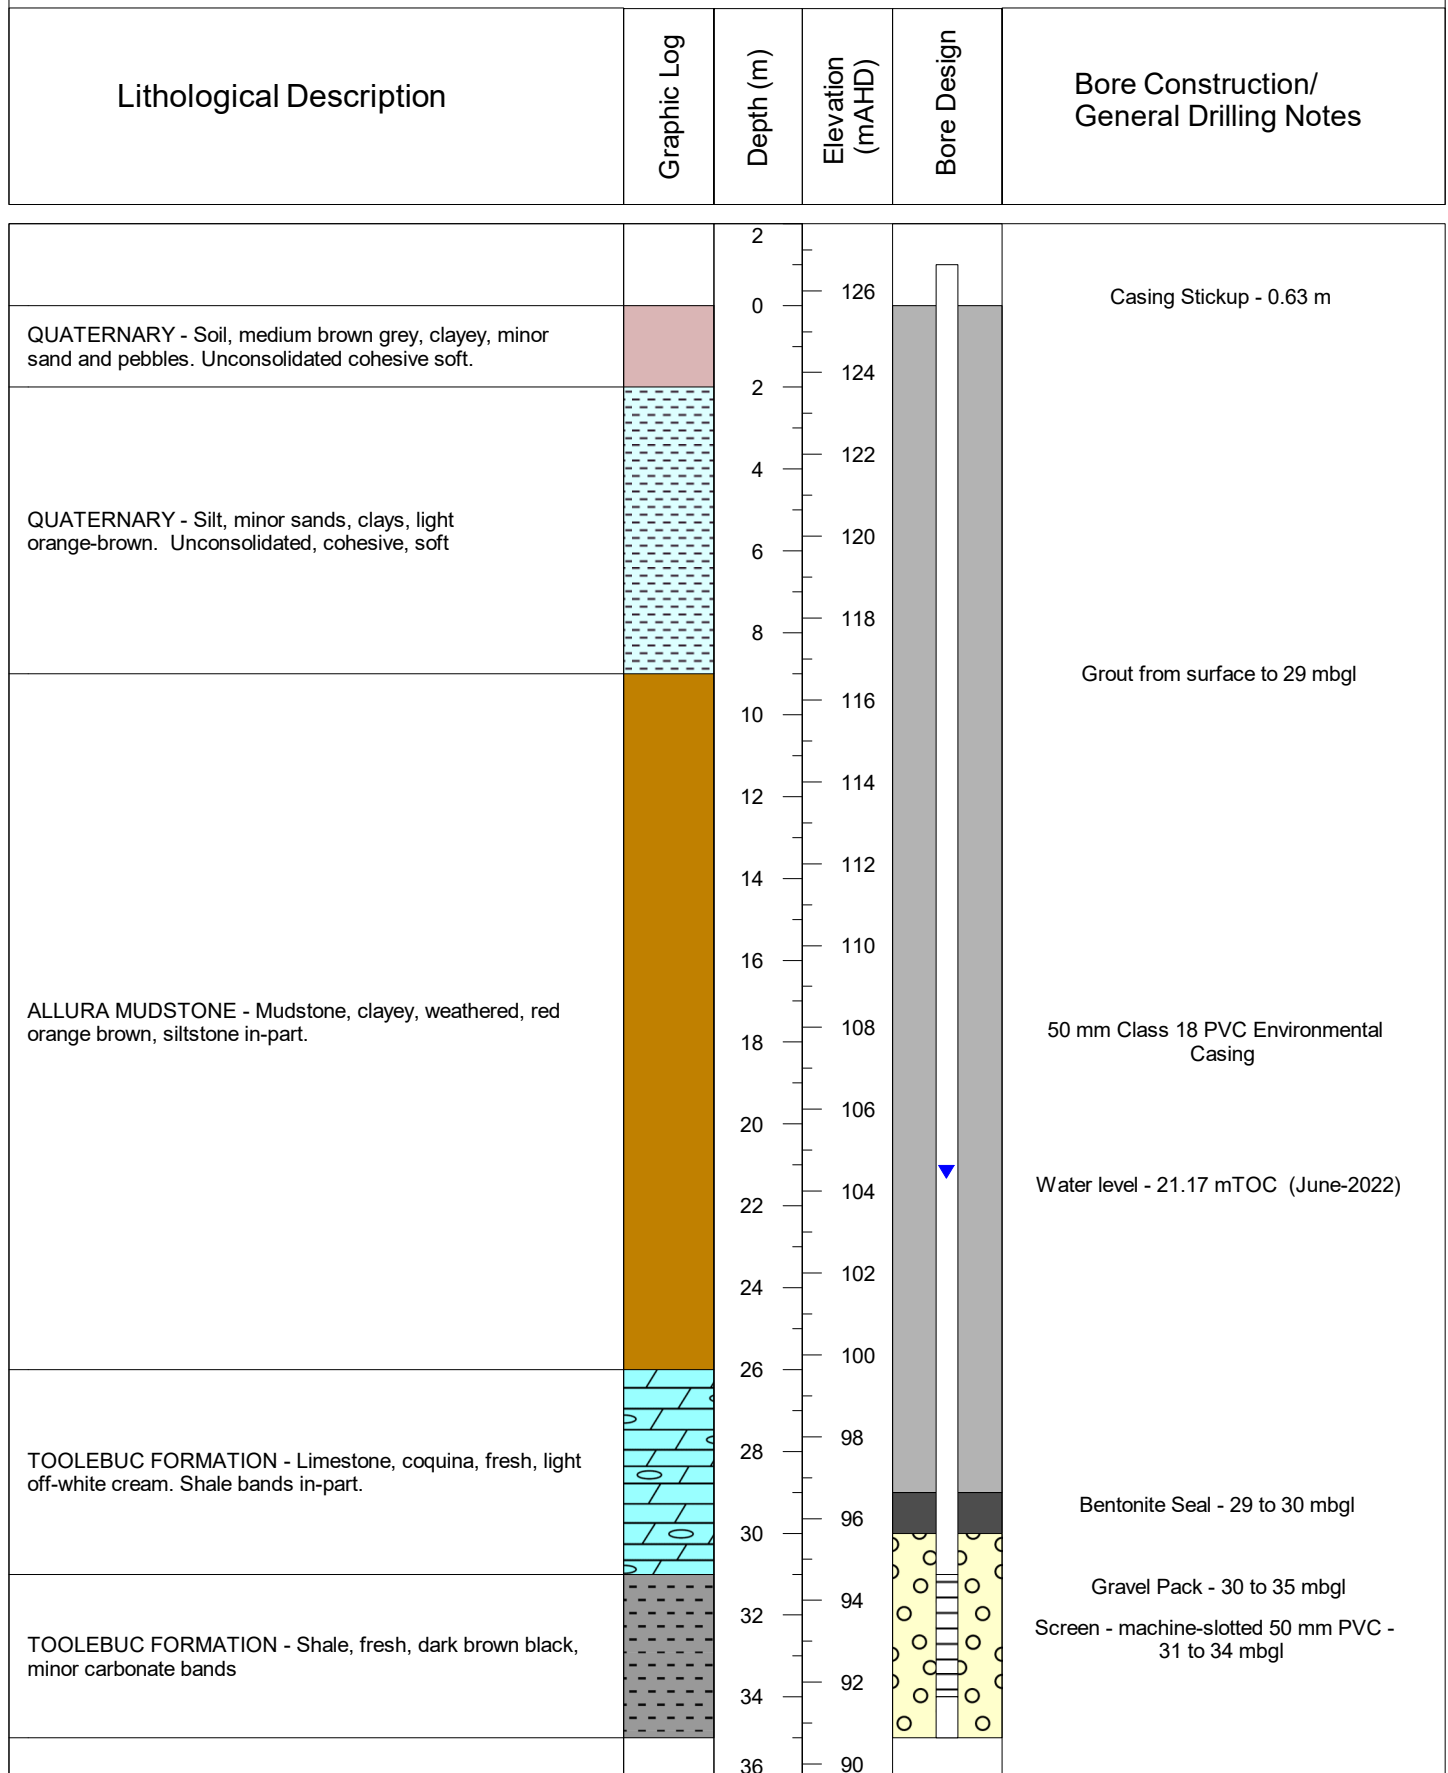 Lithological Description
Graphic Log
Depth (m)
Elevation
(mAHD)
Bore Design
Bore Construction/
General Drilling Notes
2
0
2
4
6
8
10
12
14
16
18
20
22
24
26
28
30
32
34
36
126
124
122
120
118
116
114
112
110
108
106
104
102
100
98
96
94
92
90
QUATERNARY - Soil, medium brown grey, clayey, minor
sand and pebbles. Unconsolidated cohesive soft.
QUATERNARY - Silt, minor sands, clays, light
orange-brown.  Unconsolidated, cohesive, soft
ALLURA MUDSTONE - Mudstone, clayey, weathered, red
orange brown, siltstone in-part.
TOOLEBUC FORMATION - Limestone, coquina, fresh, light
off-white cream. Shale bands in-part.
TOOLEBUC FORMATION - Shale, fresh, dark brown black,
minor carbonate bands
Casing Stickup - 0.63 m
Grout from surface to 29 mbgl
50 mm Class 18 PVC Environmental
Casing
Water level - 21.17 mTOC  (June-2022)
Bentonite Seal - 29 to 30 mbgl
Gravel Pack - 30 to 35 mbgl
Screen - machine-slotted 50 mm PVC -
31 to 34 mbgl